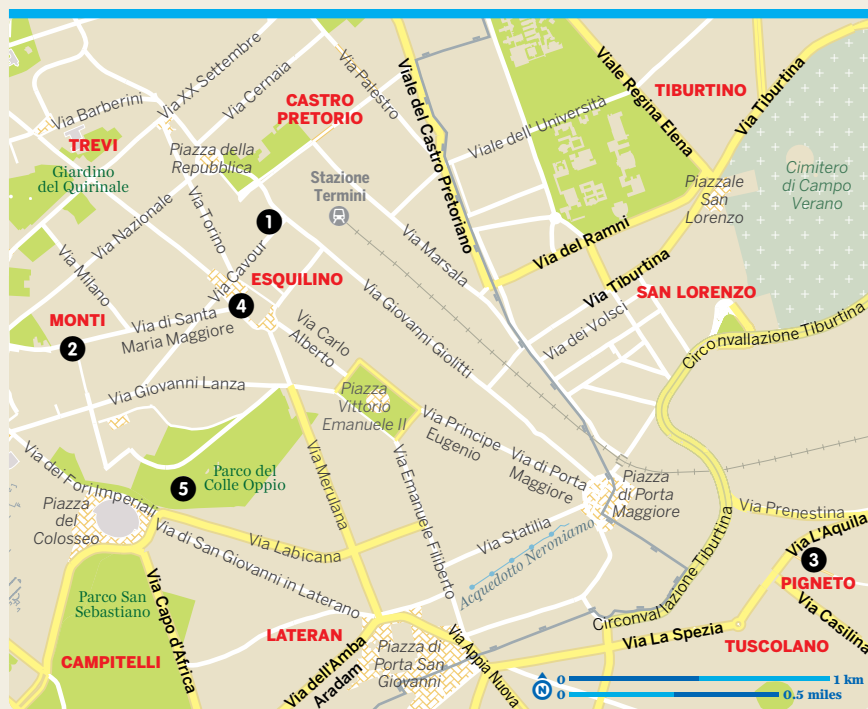 Via Barberini
Via XX Settembre
Via Cernaia
Via Palestro
Viale del Castro Pretoriano
Viale Regina Elena
TIBURTINO
Via Tiburtina
CASTRO
PRETORIO
TREVI
Giardino
del Quirinale
Piazza della
Repubblica
Stazione
Termini
Viale dell' Università
Piazzale
San
Lorenzo
Cimitero
di Campo
Verano
Via Nazionale
Via Torino
1
Via Cavour
Via Milano
ESQUILINO
Via Marsala
Via del Ramni
Via Tiburtina
SAN LORENZO
MONTI
2
Via di Santa
Maria Maggiore
4
Via Carlo
Alberto
Via Giovanni Giolitti
Via dei Volsci
Circonvallazione Tiburtina
Via Giovanni Lanza
Piazza
Vittorio
Emanuele II
Via Principe
Eugenio
Via di Porta
Maggiore
Piazza
di Porta
Maggiore
Via dei Fori Imperiali
5
Parco del
Colle Oppio
Via Merulana
Via Emanuele Filiberto
Piazza
del
Colosseo
Via Labicana
Via Statilia
Acquedotto Neroniamo
Via Prenestina
Via L'Aquila
3
PIGNETO
Via Casilina
Via di San Giovanni in Laterano
Parco San
Sebastiano
Via Capo d'Africa
Circonvallazione Tiburtina
CAMPITELLI
LATERAN
Via dell'Amba
Aradam
Piazza di
Porta San
Giovanni
Via Appia Nuova
Via La Spezia
TUSCOLANO
N
0 1 km
0 0.5 miles